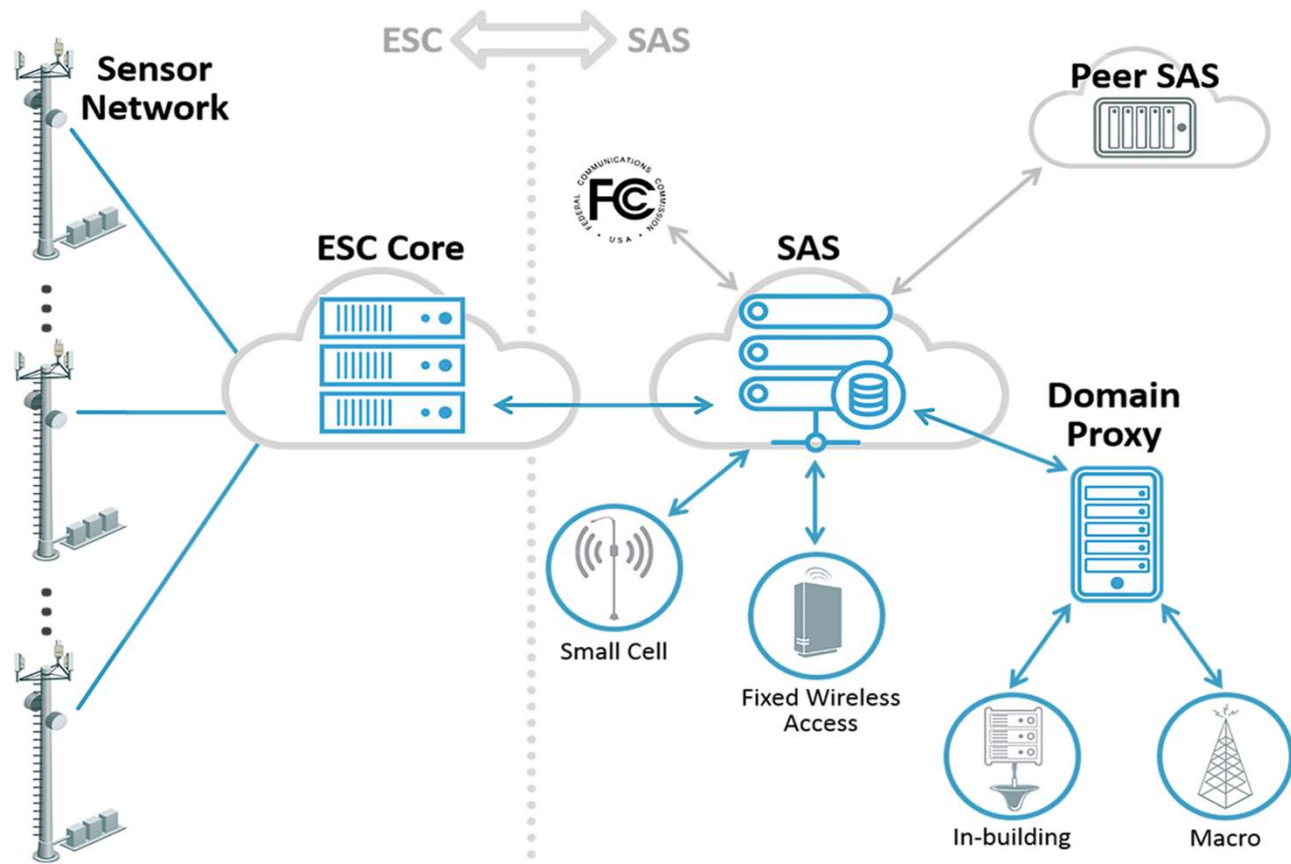 ESC
SAS
Sensor
Network
Peer SAS
FEDERAL COMMUNICATIONS COMMISSION
FCC
• USA •
ESC Core
SAS
Domain
Proxy
Small Cell
Fixed Wireless
Access
In-building
Macro